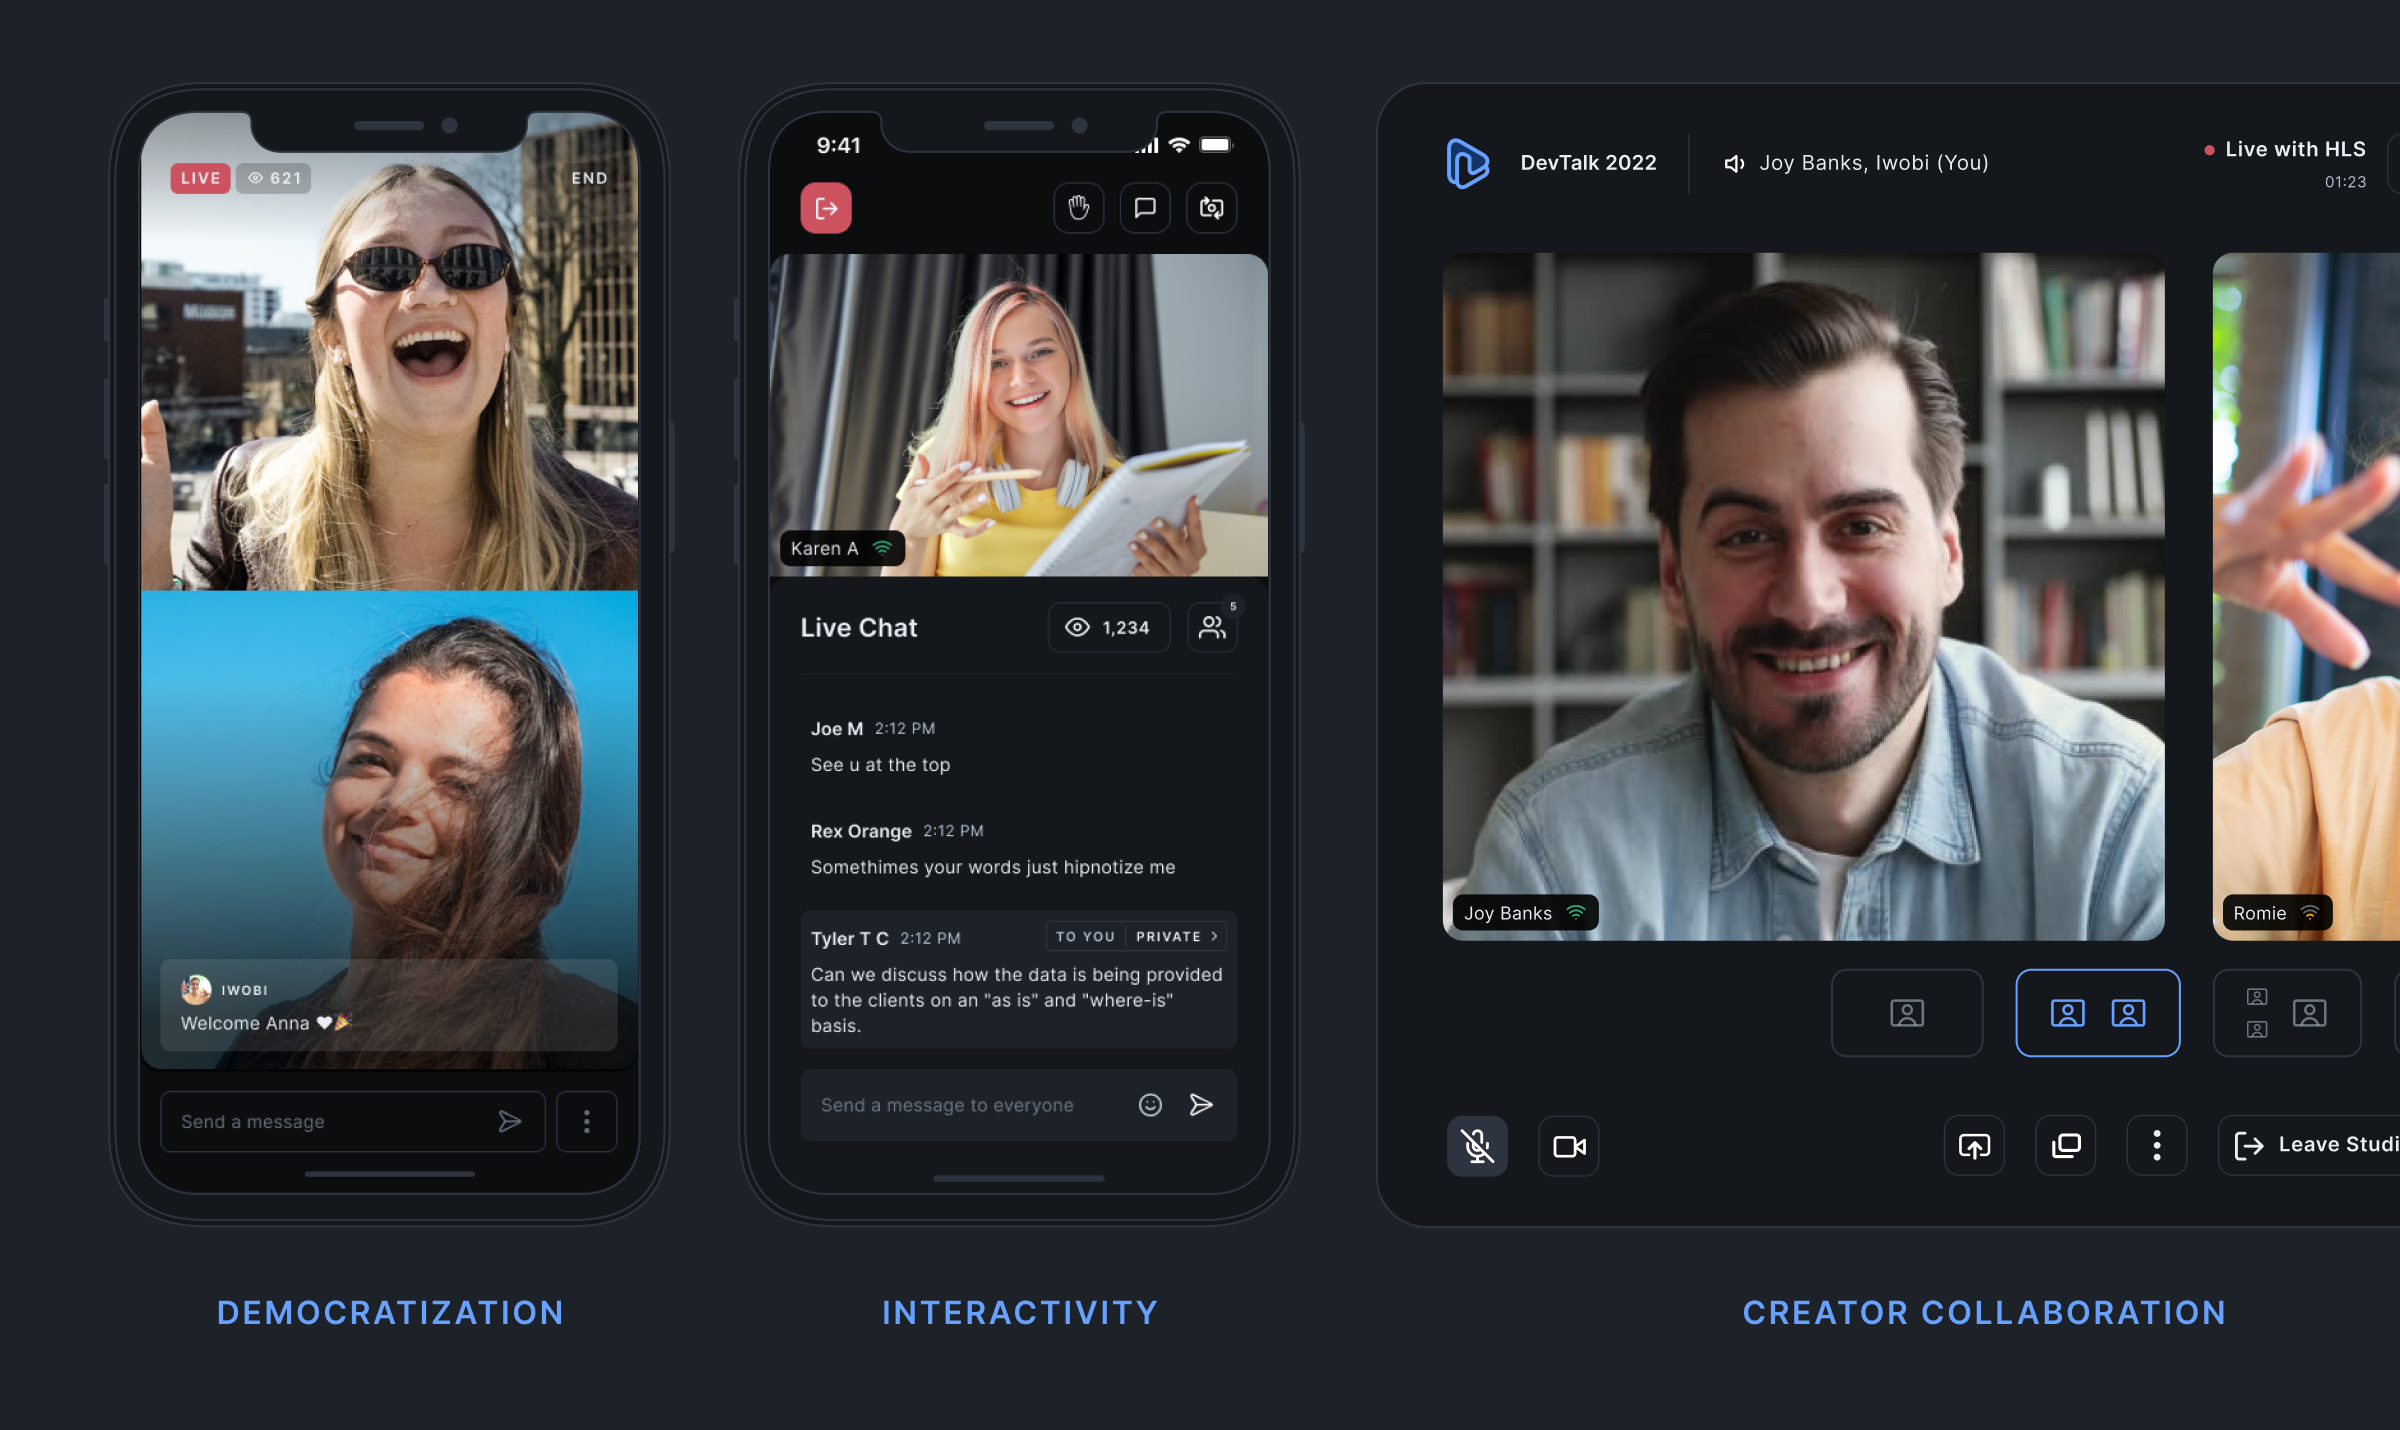 LIVE 621 END
IWOBI
Welcome Anna ❤🎉
Send a message
DEMOCRATIZATION
9:41
Karen A
Live Chat 1,234 5
Joe M 2:12 PM
See u at the top
Rex Orange 2:12 PM
Somethimes your words just hipnotize me
Tyler T C 2:12 PM TO YOU PRIVATE >
Can we discuss how the data is being provided
to the clients on an "as is" and "where-is"
basis.
Send a message to everyone
INTERACTIVITY
DevTalk 2022 Joy Banks, Iwobi (You) Live with HLS
01:23
Joy Banks
Romie
Leave Studi
CREATOR COLLABORATION